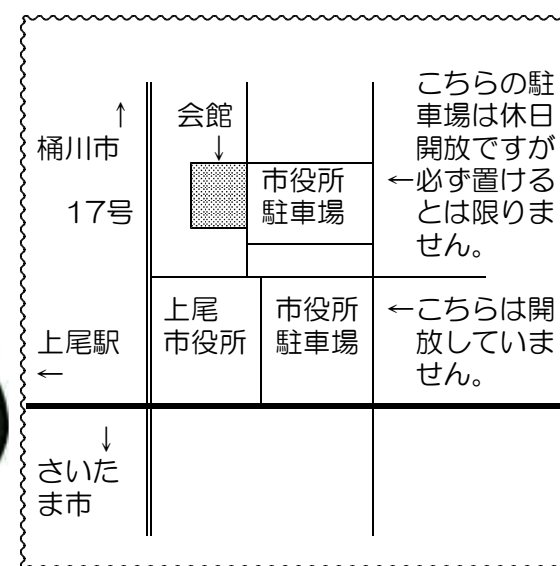 ↑
桶川市
17号
会館
↓
市役所
駐車場
こちらの駐
車場は休日
開放ですが
←必ず置ける
とは限りま
せん。
上尾駅
←
上尾
市役所
市役所
駐車場
←こちらは開
放していま
せん。
↓
さいた
ま市